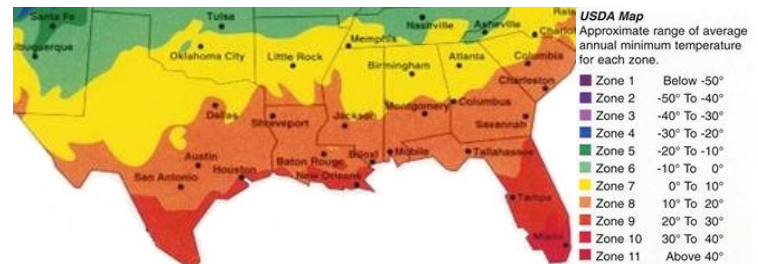 Santa Fe
Tulsa
Nashville
Asheville
Albuquerque
Oklahoma City
Little Rock
Memphis
Birmingham
Atlanta
Columbia
Charleston
Dallas
Shreveport
Jackson
Montgomery
Columbus
Savannah
Austin
San Antonio
Houston
Baton Rouge
New Orleans
Biloxi
Mobile
Tallahassee
Tampa
Miami
USDA Map
Approximate range of average
annual minimum temperature
for each zone.
Zone 1 Below -50°
Zone 2 -50° To -40°
Zone 3 -40° To -30°
Zone 4 -30° To -20°
Zone 5 -20° To -10°
Zone 6 -10° To 0°
Zone 7 0° To 10°
Zone 8 10° To 20°
Zone 9 20° To 30°
Zone 10 30° To 40°
Zone 11 Above 40°